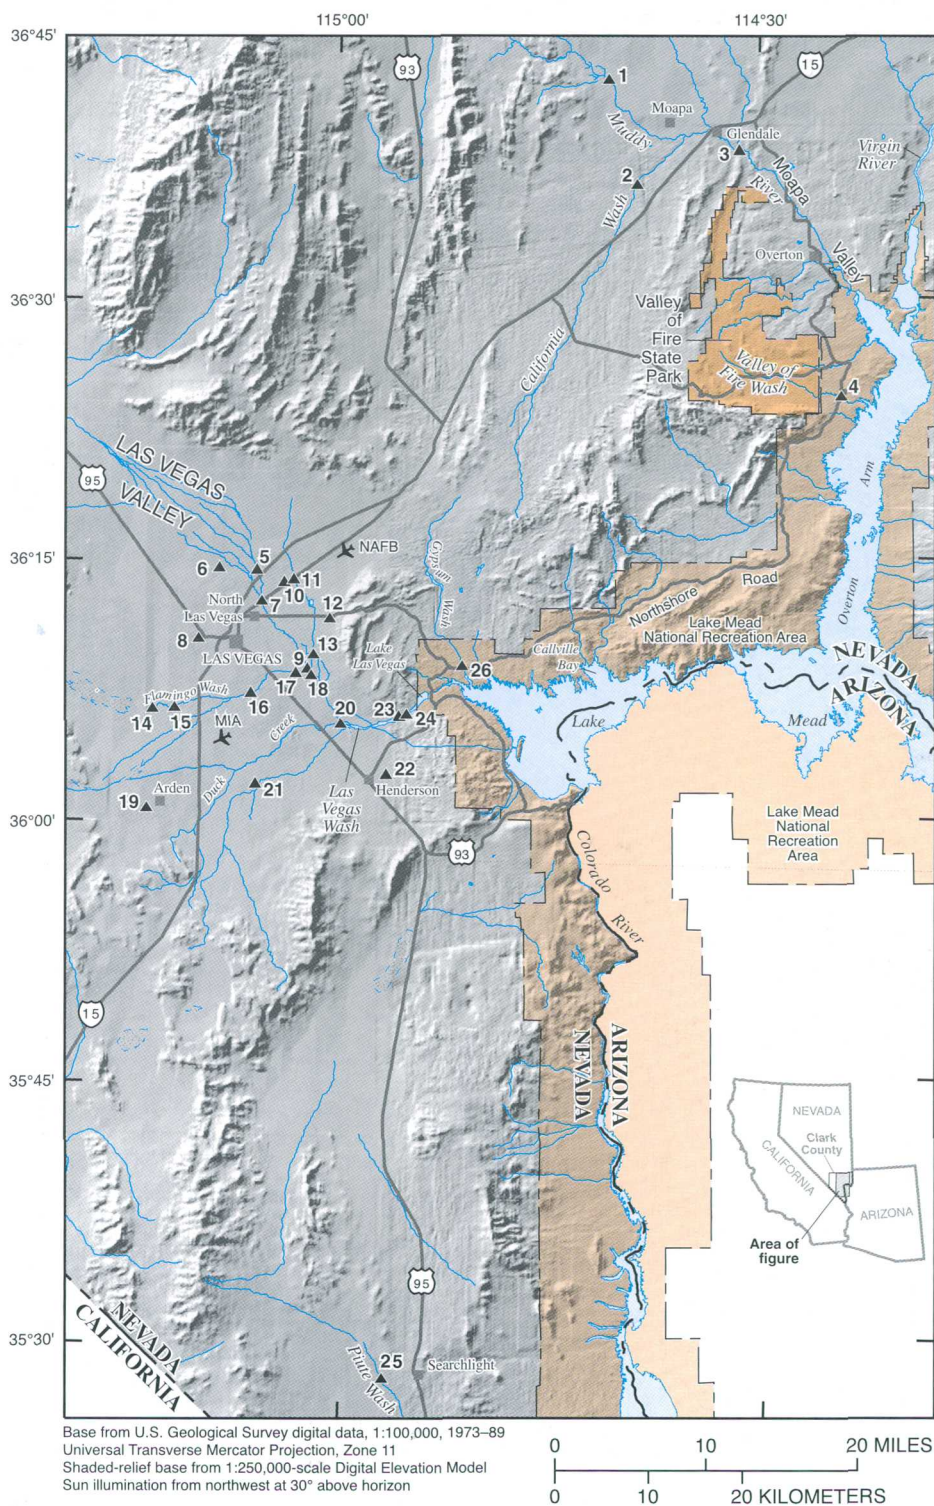 115°00'
114°30'
36°45'
93
15
1
Moapa
Muddy
Glendale
3
Virgin
River
2
River
Moapa
Wash
Overton
Valley
36°30'
Valley
of
Fire
State
Park
California
Valley of
Fire Wash
4
LAS VEGAS
VALLEY
95
Arm
36°15'
NAFB
Gypsum
Wash
6
5
11
10
North
Las Vegas
7
12
Northshore
Road
Overton
8
LAS VEGAS
9
13
Lake
Las Vegas
Lake Mead
National Recreation Area
Callville
Bay
26
NEVADA
ARIZONA
17
18
Flamingo Wash
14
15
16
MIA
20
23
24
Lake
Mead
Creek
Duck
21
22
Henderson
Las
Vegas
Wash
19
Arden
36°00'
Lake Mead
National
Recreation
Area
93
Colorado
River
15
ARIZONA
NEVADA
35°45'
NEVADA
Clark
County
CALIFORNIA
ARIZONA
Area of
figure
95
NEVADA
CALIFORNIA
35°30'
25
Searchlight
Piute Wash
Base from U.S. Geological Survey digital data, 1:100,000, 1973–89
Universal Transverse Mercator Projection, Zone 11
Shaded-relief base from 1:250,000-scale Digital Elevation Model
Sun illumination from northwest at 30° above horizon
0 10 20 MILES
0 10 20 KILOMETERS